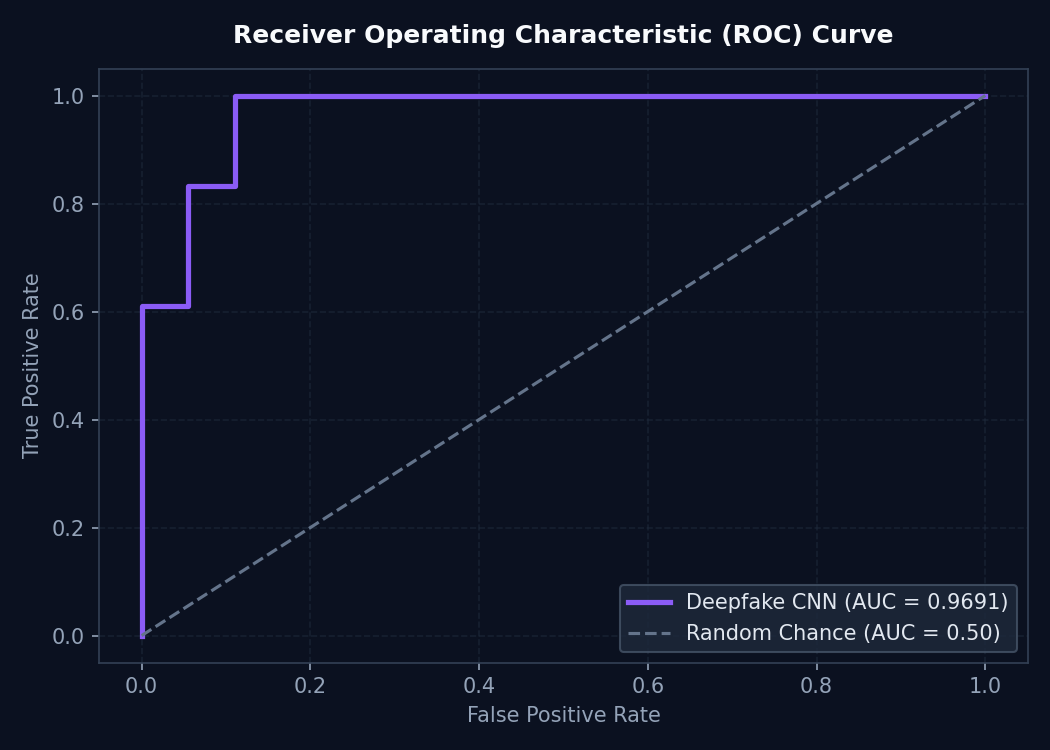 Receiver Operating Characteristic (ROC) Curve
1.0
0.8
0.6
0.4
0.2
0.0
True Positive Rate
Deepfake CNN (AUC = 0.9691)
Random Chance (AUC = 0.50)
0.0 0.2 0.4 0.6 0.8 1.0
False Positive Rate